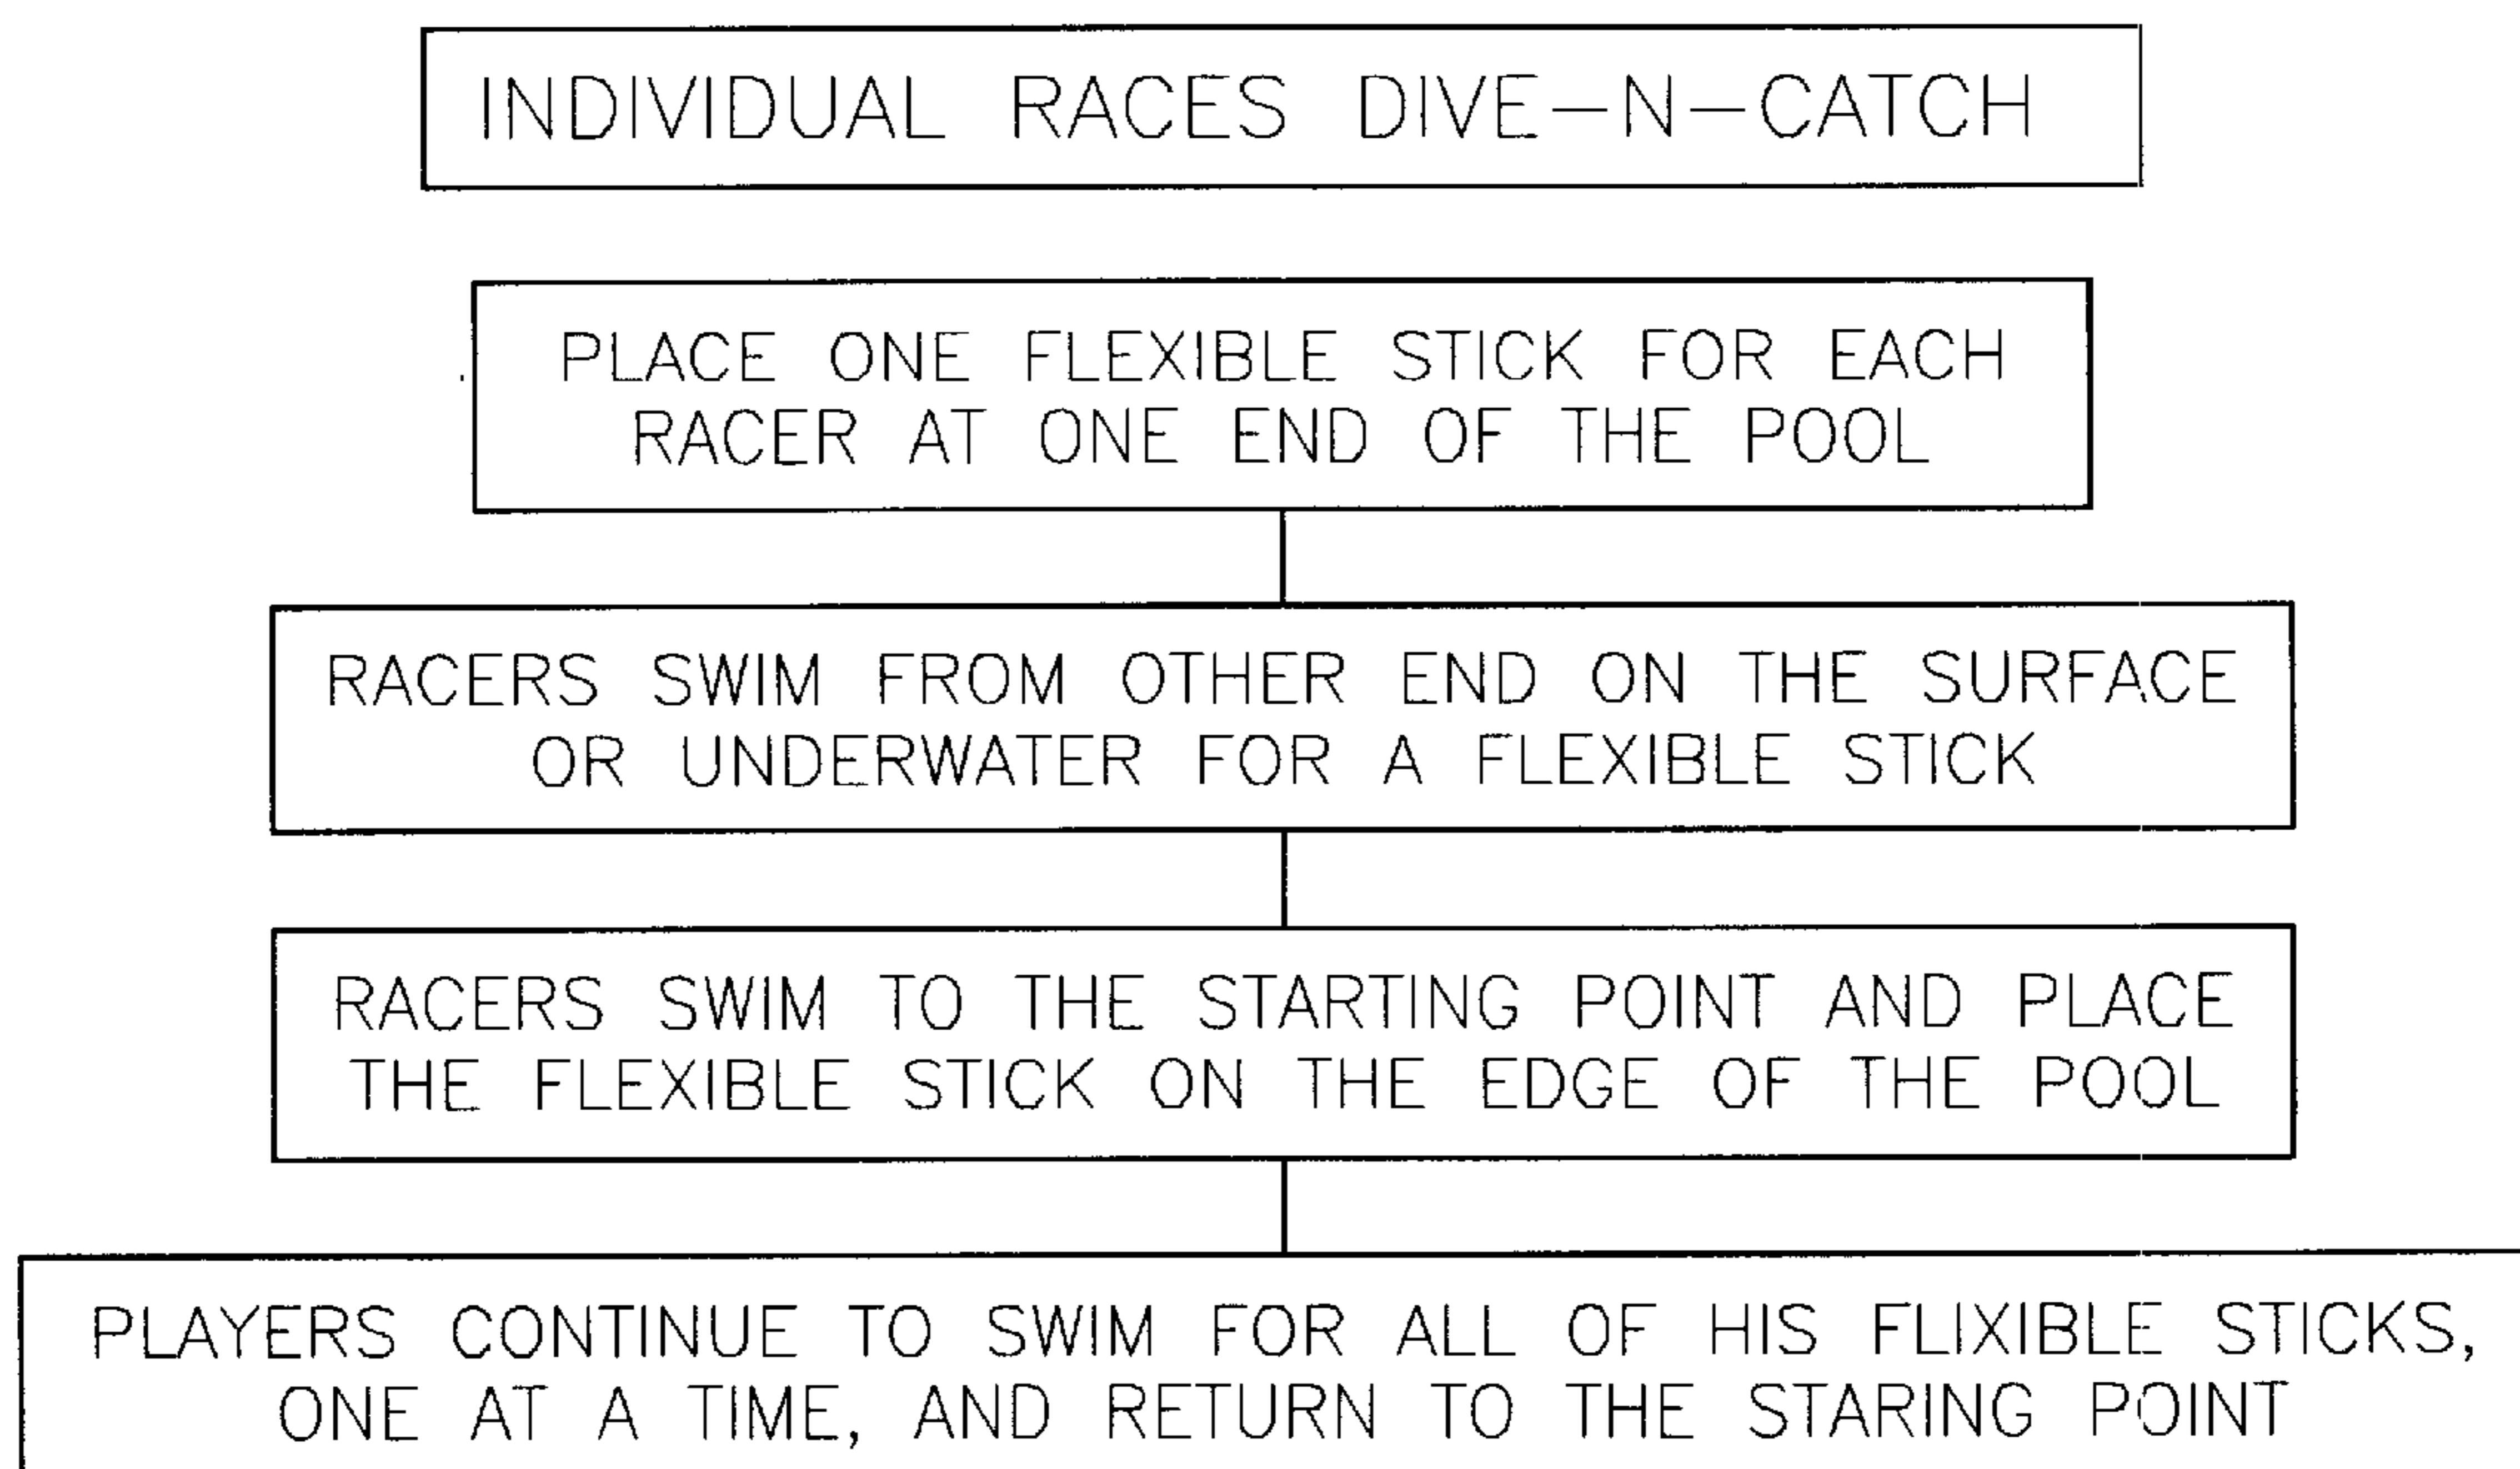 INDIVIDUAL RACES DIVE-N-CATCH
PLACE ONE FLEXIBLE STICK FOR EACH
RACER AT ONE END OF THE POOL
RACERS SWIM FROM OTHER END ON THE SURFACE
OR UNDERWATER FOR A FLEXIBLE STICK
RACERS SWIM TO THE STARTING POINT AND PLACE
THE FLEXIBLE STICK ON THE EDGE OF THE POOL
PLAYERS CONTINUE TO SWIM FOR ALL OF HIS FLIXIBLE STICKS,
ONE AT A TIME, AND RETURN TO THE STARING POINT